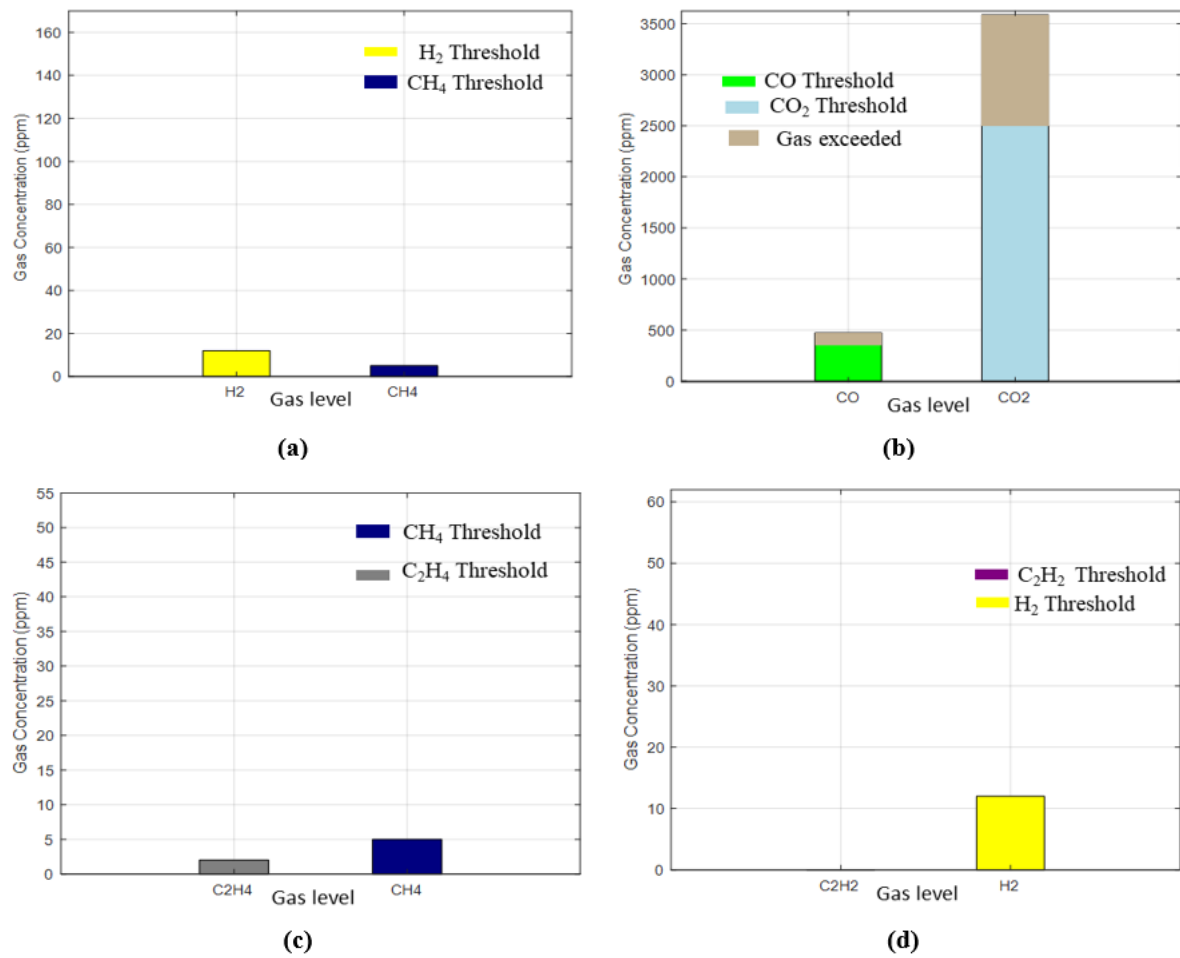 160
140
120
100
80
60
40
20
0
Gas Concentration (ppm)
H₂ Threshold
CH₄ Threshold
H2
CH4
Gas level
(a)
3500
3000
2500
2000
1500
1000
500
0
Gas Concentration (ppm)
CO Threshold
CO₂ Threshold
Gas exceeded
CO
CO2
Gas level
(b)
55
50
45
40
35
30
25
20
15
10
5
0
Gas Concentration (ppm)
CH₄ Threshold
C₂H₄ Threshold
C2H4
CH4
Gas level
(c)
60
50
40
30
20
10
0
Gas Concentration (ppm)
C₂H₂ Threshold
H₂ Threshold
C2H2
H2
Gas level
(d)